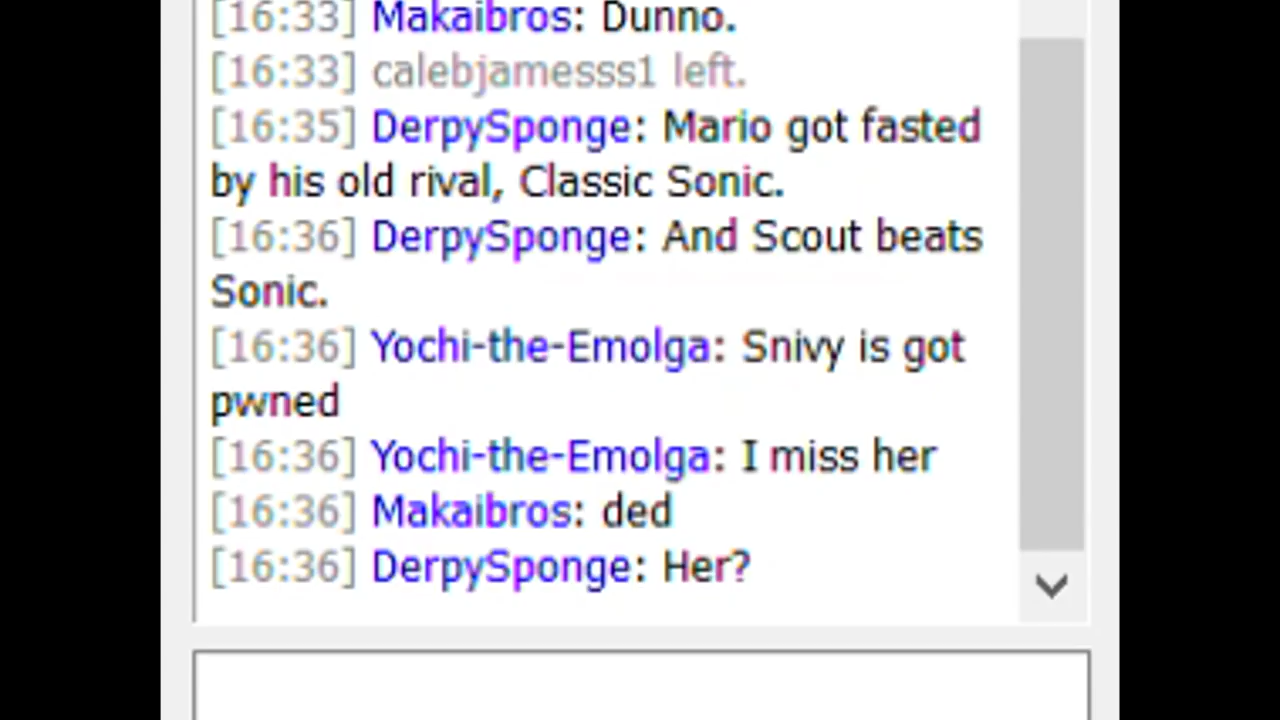 [16:33] Makaibros: Dunno.
[16:33] calebjamesss1 left.
[16:35] DerpySponge: Mario got fasted
by his old rival, Classic Sonic.
[16:36] DerpySponge: And Scout beats
Sonic.
[16:36] Yochi-the-Emolga: Snivy is got
pwned
[16:36] Yochi-the-Emolga: I miss her
[16:36] Makaibros: ded
[16:36] DerpySponge: Her?